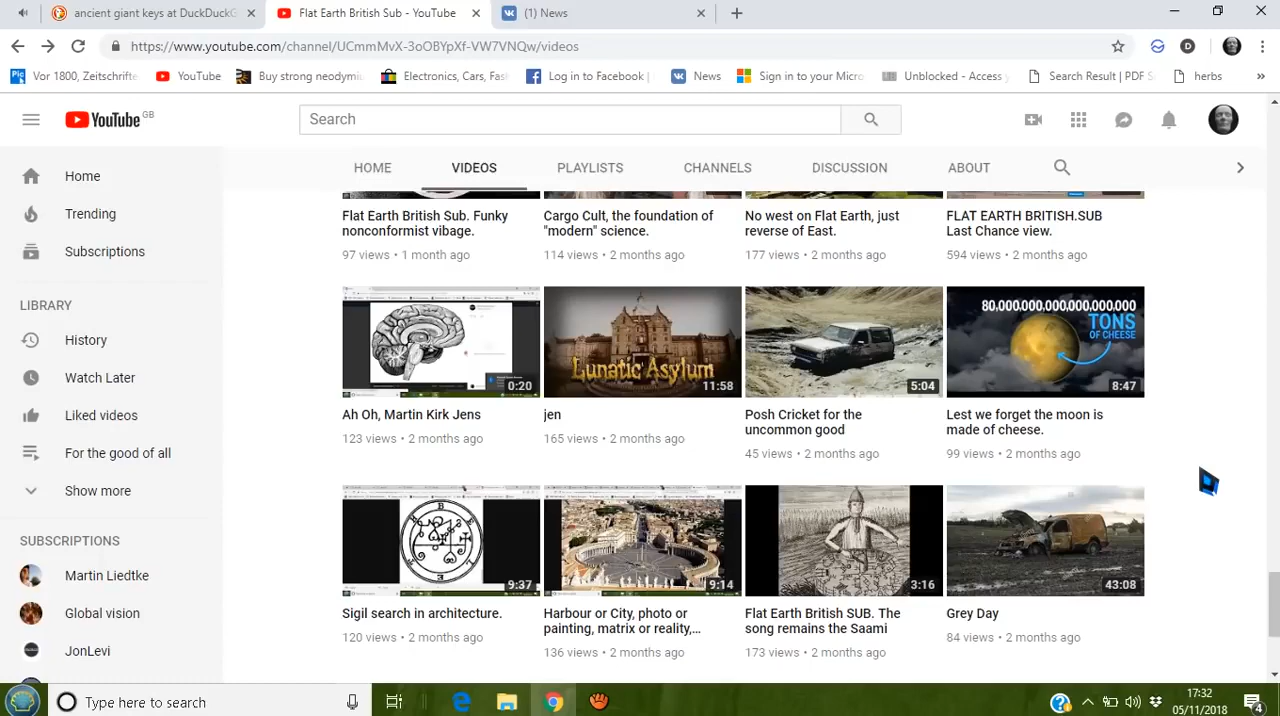 ancient giant keys at DuckDuckG
Flat Earth British Sub - YouTube
(1) News
https://www.youtube.com/channel/UCmmMvX-3oOBYpXf-VW7VNQw/videos
D
Pic Vor 1800, Zeitschrifte
YouTube
Buy strong neodymiu
Electronics, Cars, Fash
Log in to Facebook
News
Sign in to your Micro
Unblocked - Access y
Search Result | PDF S
herbs
YouTube GB
Search
HOME
VIDEOS
PLAYLISTS
CHANNELS
DISCUSSION
ABOUT
Home
Trending
Subscriptions
LIBRARY
History
Watch Later
Liked videos
For the good of all
Show more
SUBSCRIPTIONS
Martin Liedtke
Global vision
JonLevi
Flat Earth British Sub. Funky
nonconformist vibage.
97 views • 1 month ago
Cargo Cult, the foundation of
"modern" science.
114 views • 2 months ago
No west on Flat Earth, just
reverse of East.
177 views • 2 months ago
FLAT EARTH BRITISH.SUB
Last Chance view.
594 views • 2 months ago
0:20
Ah Oh, Martin Kirk Jens
123 views • 2 months ago
Lunatic Asylum
11:58
jen
165 views • 2 months ago
5:04
Posh Cricket for the
uncommon good
45 views • 2 months ago
80,000,000,000,000,000,000
TONS
OF CHEESE
8:47
Lest we forget the moon is
made of cheese.
99 views • 2 months ago
9:37
Sigil search in architecture.
120 views • 2 months ago
9:14
Harbour or City, photo or
painting, matrix or reality,...
136 views • 2 months ago
3:16
Flat Earth British SUB. The
song remains the Saami
173 views • 2 months ago
43:08
Grey Day
84 views • 2 months ago
Type here to search
17:32
05/11/2018
4